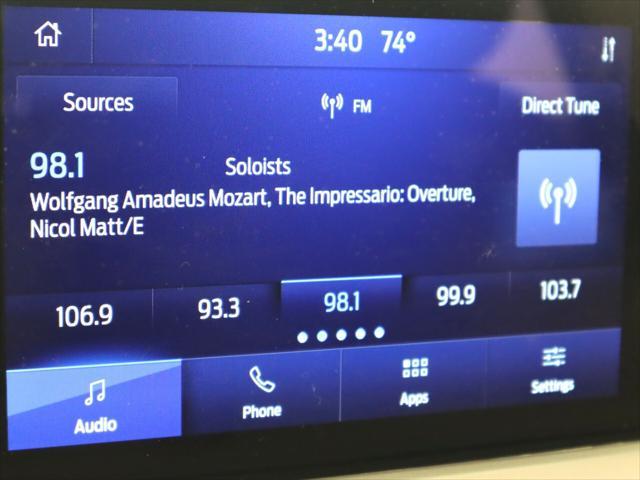 3:40 74°
Sources
FM
Direct Tune
98.1
Soloists
Wolfgang Amadeus Mozart, The Impressario: Overture,
Nicol Matt/E
106.9
93.3
98.1
99.9
103.7
Audio
Phone
Apps
Settings